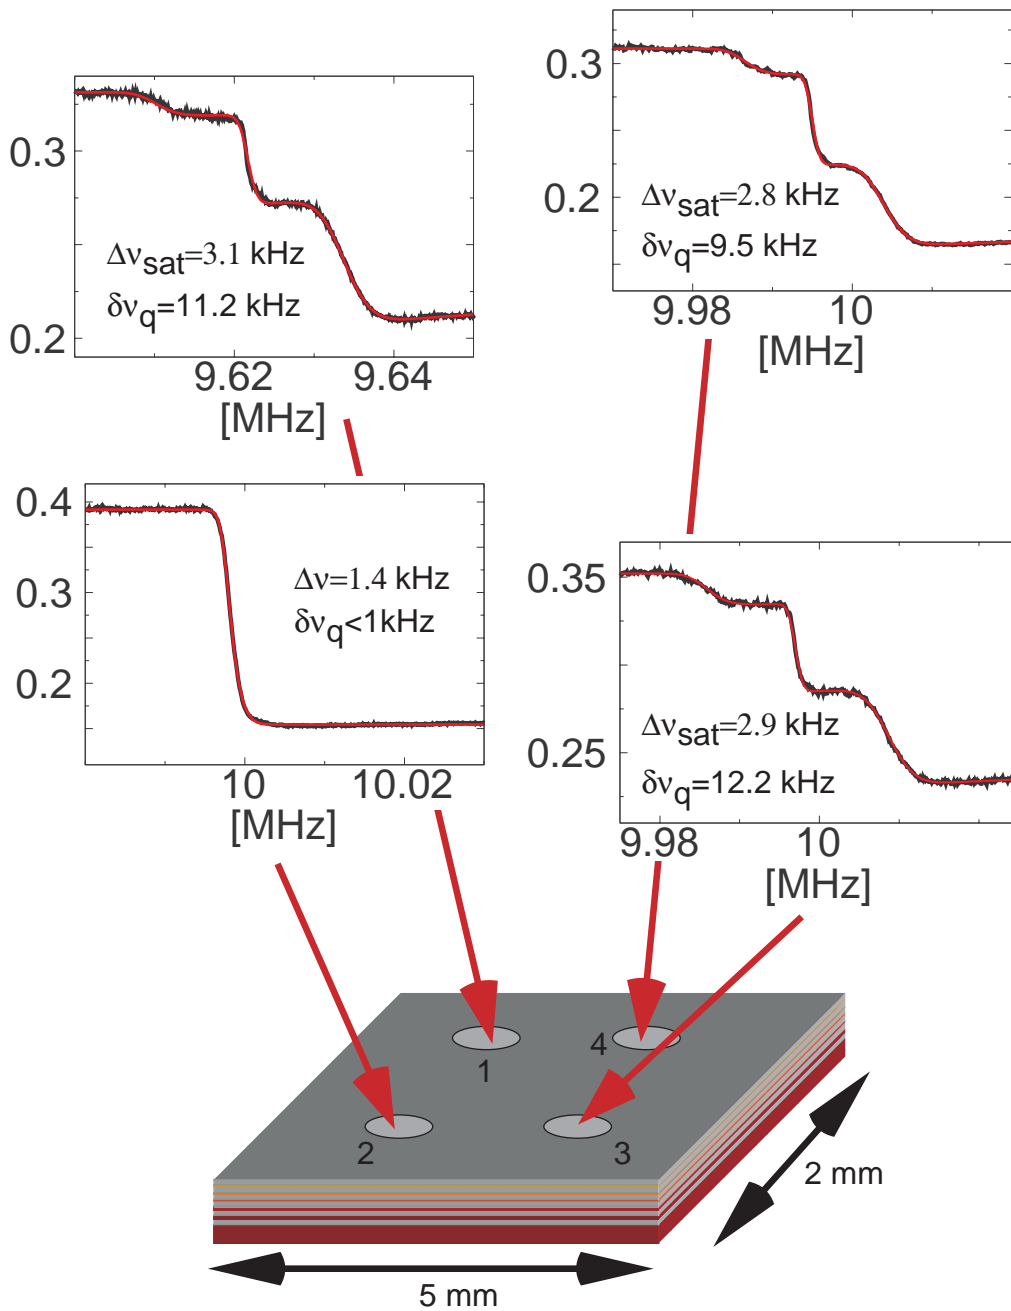 0.3
0.2
Δνsat=3.1 kHz
δνq=11.2 kHz
9.62 9.64
[MHz]
0.3
0.2
Δνsat=2.8 kHz
δνq=9.5 kHz
9.98 10
[MHz]
0.4
0.3
0.2
Δν=1.4 kHz
δνq<1kHz
10 10.02
[MHz]
0.35
0.25
Δνsat=2.9 kHz
δνq=12.2 kHz
9.98 10
[MHz]
1
4
2
3
2 mm
5 mm